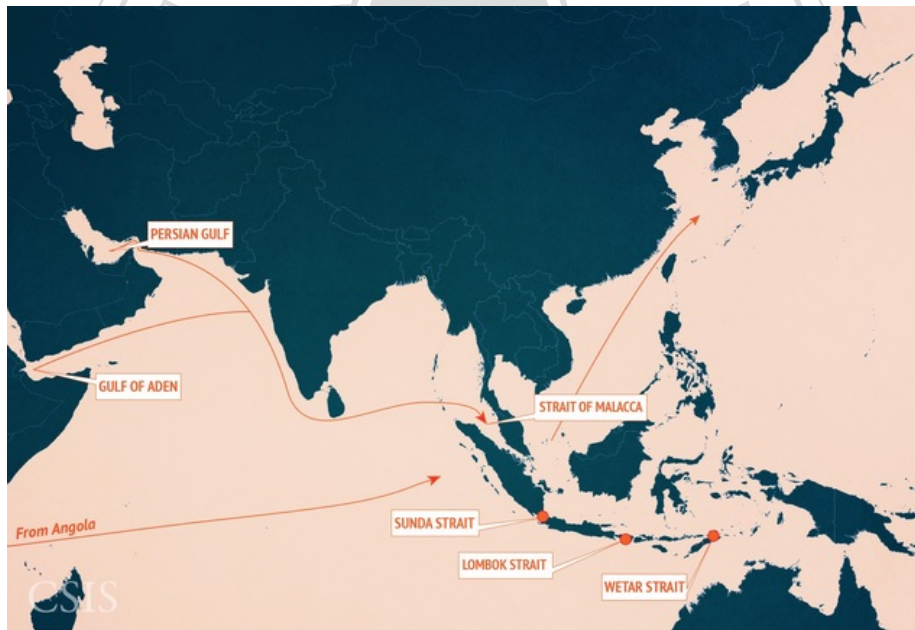 PERSIAN GULF
GULF OF ADEN
STRAIT OF MALACCA
From Angola
SUNDA STRAIT
LOMBOK STRAIT
WETAR STRAIT
CSIS